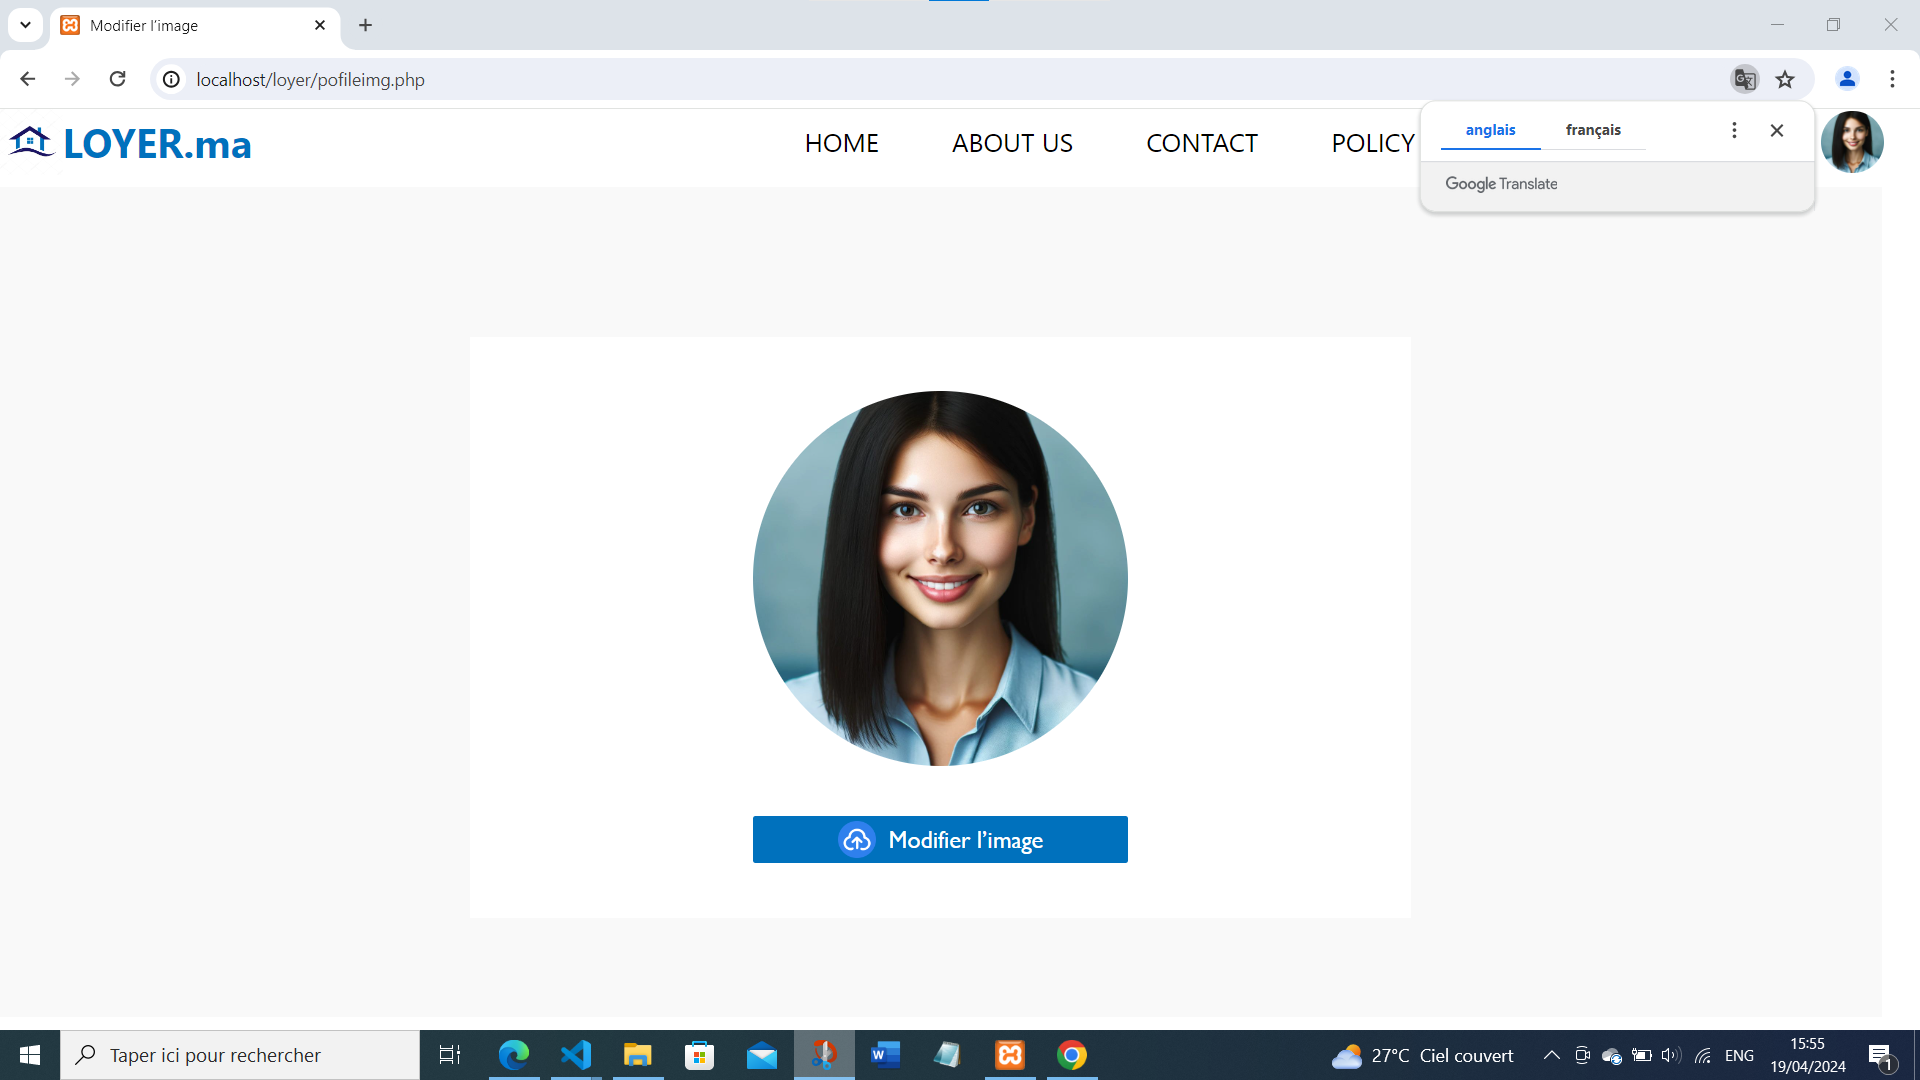 Modifier l'image
localhost/loyer/pofileimg.php
LOYER.ma
HOME
ABOUT US
CONTACT
POLICY
anglais
français
Google Translate
Modifier l'image
Taper ici pour rechercher
27°C Ciel couvert
ENG
15:55
19/04/2024
1